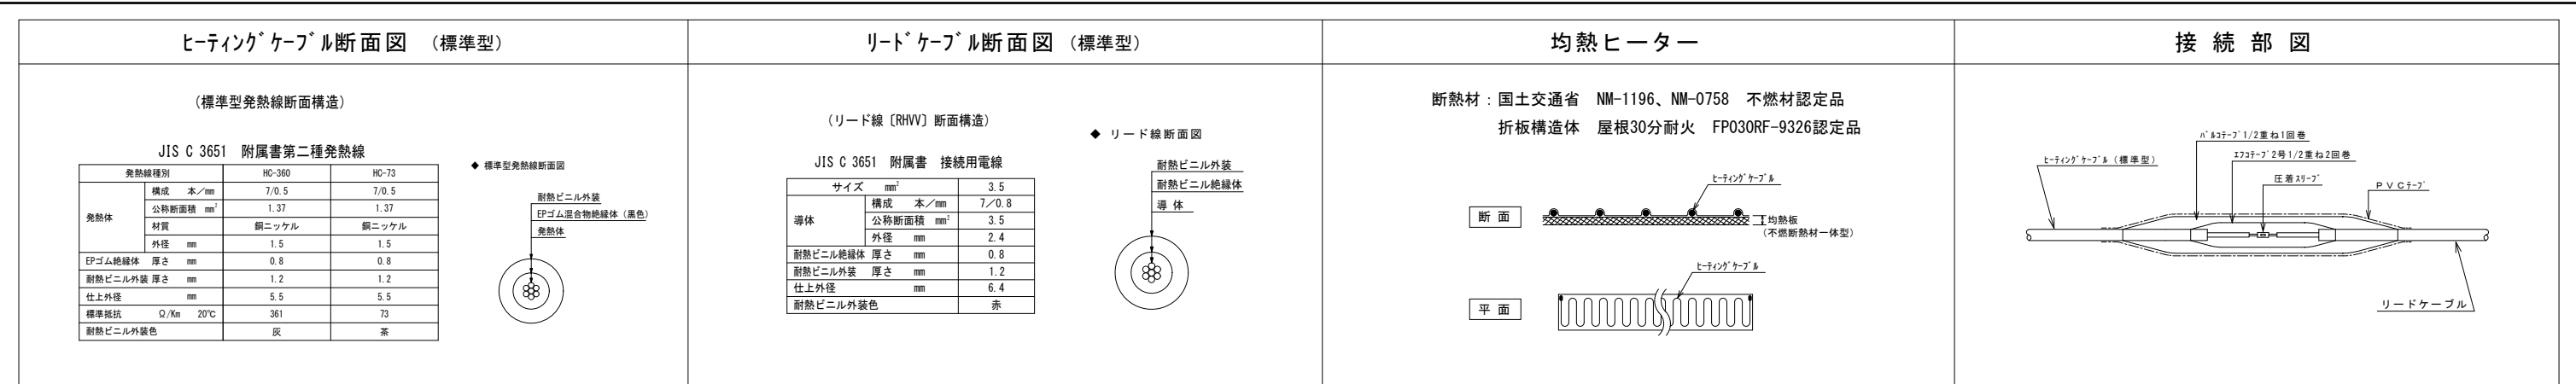 ﾋｰﾃｨﾝｸﾞｹｰﾌﾞﾙ断面図 (標準型)
(標準型発熱線断面構造)
JIS C 3651 附属書第二種発熱線
発熱線種別 HC-360 HC-73
発熱体
構成 本／mm 7/0.5 7/0.5
公称断面積 mm² 1.37 1.37
材質 銅ニッケル 銅ニッケル
外径 mm 1.5 1.5
EPゴム絶縁体 厚さ mm 0.8 0.8
耐熱ビニル外装 厚さ mm 1.2 1.2
仕上外径 mm 5.5 5.5
標準抵抗 Ω/Km 20℃ 361 73
耐熱ビニル外装色 灰 茶
◆ 標準型発熱線断面図
耐熱ビニル外装
EPゴム混合物絶縁体（黒色）
発熱体
ﾘｰﾄﾞｹｰﾌﾞﾙ断面図 (標準型)
(リード線〔RHVV〕断面構造)
JIS C 3651 附属書 接続用電線
サイズ mm² 3.5
導体
構成 本／mm 7／0.8
公称断面積 mm² 3.5
外径 mm 2.4
耐熱ビニル絶縁体 厚さ mm 0.8
耐熱ビニル外装 厚さ mm 1.2
仕上外径 mm 6.4
耐熱ビニル外装色 赤
◆ リード線断面図
耐熱ビニル外装
耐熱ビニル絶縁体
導 体
均熱ヒーター
断熱材：国土交通省 NM-1196、NM-0758 不燃材認定品
折板構造体 屋根30分耐火 FP030RF-9326認定品
断 面
ﾋｰﾃｨﾝｸﾞｹｰﾌﾞﾙ
均熱板
(不燃断熱材一体型)
平 面
ﾋｰﾃｨﾝｸﾞｹｰﾌﾞﾙ
接 続 部 図
ﾊﾞﾙｺﾃｰﾌﾟ1/2重ね1回巻
ﾋｰﾃｨﾝｸﾞｹｰﾌﾞﾙ (標準型)
ｴﾌｺﾃｰﾌﾟ2号1/2重ね2回巻
圧着ｽﾘｰﾌﾞ
ＰＶＣﾃｰﾌﾟ
リードケーブル